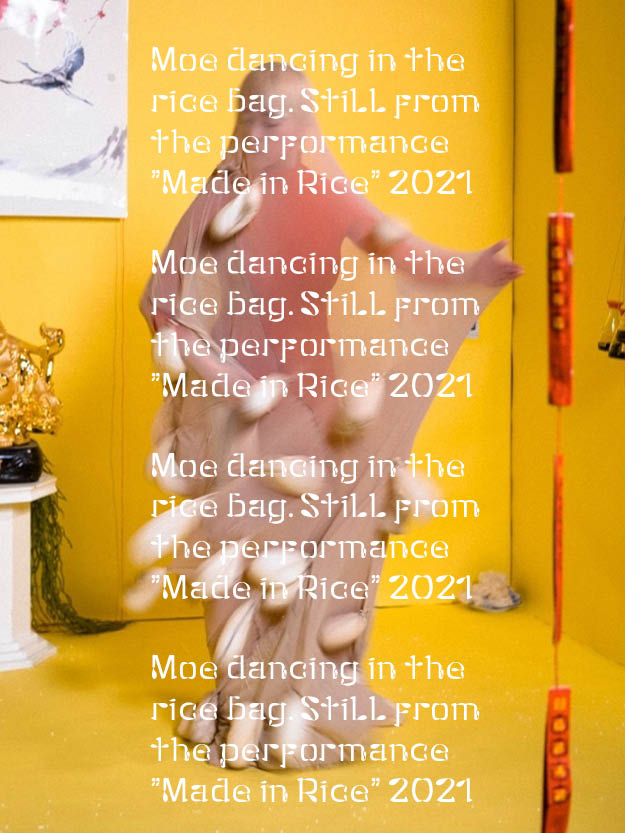 Moe dancing in the
rice bag. Still from
the performance
"Made in Rice" 2021
Moe dancing in the
rice bag. Still from
the performance
"Made in Rice" 2021
Moe dancing in the
rice bag. Still from
the performance
"Made in Rice" 2021
Moe dancing in the
rice bag. Still from
the performance
"Made in Rice" 2021